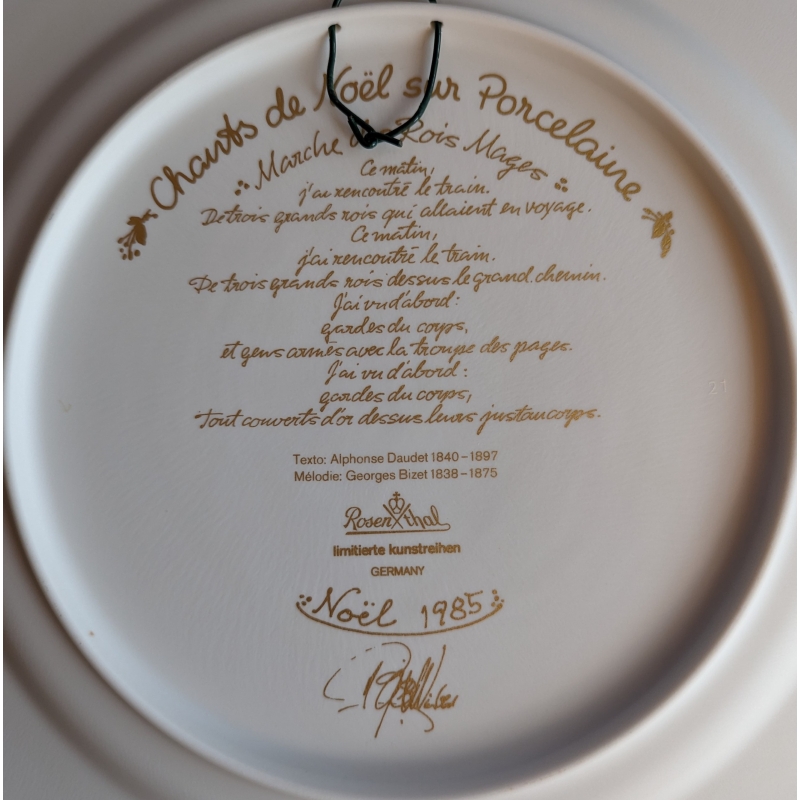 Chants de Noël sur Porcelaine
Marche Rois Mages
Ce matin,
j'ai rencontré le train.
De trois grands rois qui allaient en voyage.
Ce matin,
j'ai rencontré le train.
De trois grands rois dessus le grand chemin.
J'ai vu d'abord:
gardes du corps,
et gens armés avec la troupe des pages.
J'ai vu d'abord:
gardes du corps,
Tout couverts d'or dessus leurs justaucorps.
21
Texto: Alphonse Daudet 1840-1897
Mélodie: Georges Bizet 1838-1875
Rosenthal
limitierte kunstreihen
GERMANY
Noël 1985